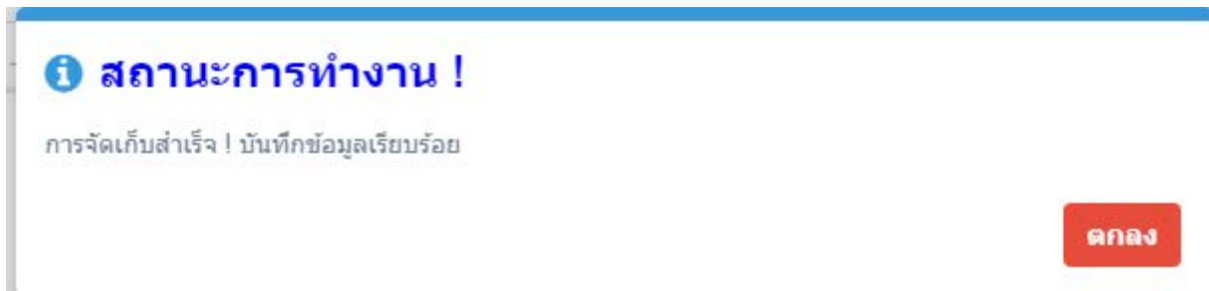 สถานะการทำงาน !
การจัดเก็บสำเร็จ ! บันทึกข้อมูลเรียบร้อย
ตกลง